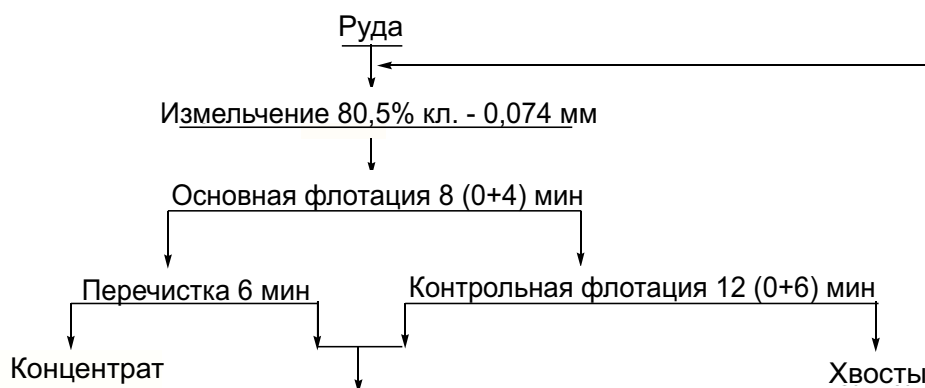 Руда
Измельчение 80,5% кл. - 0,074 мм
Основная флотация 8 (0+4) мин
Перечистка 6 мин
Контрольная флотация 12 (0+6) мин
Концентрат
Хвосты